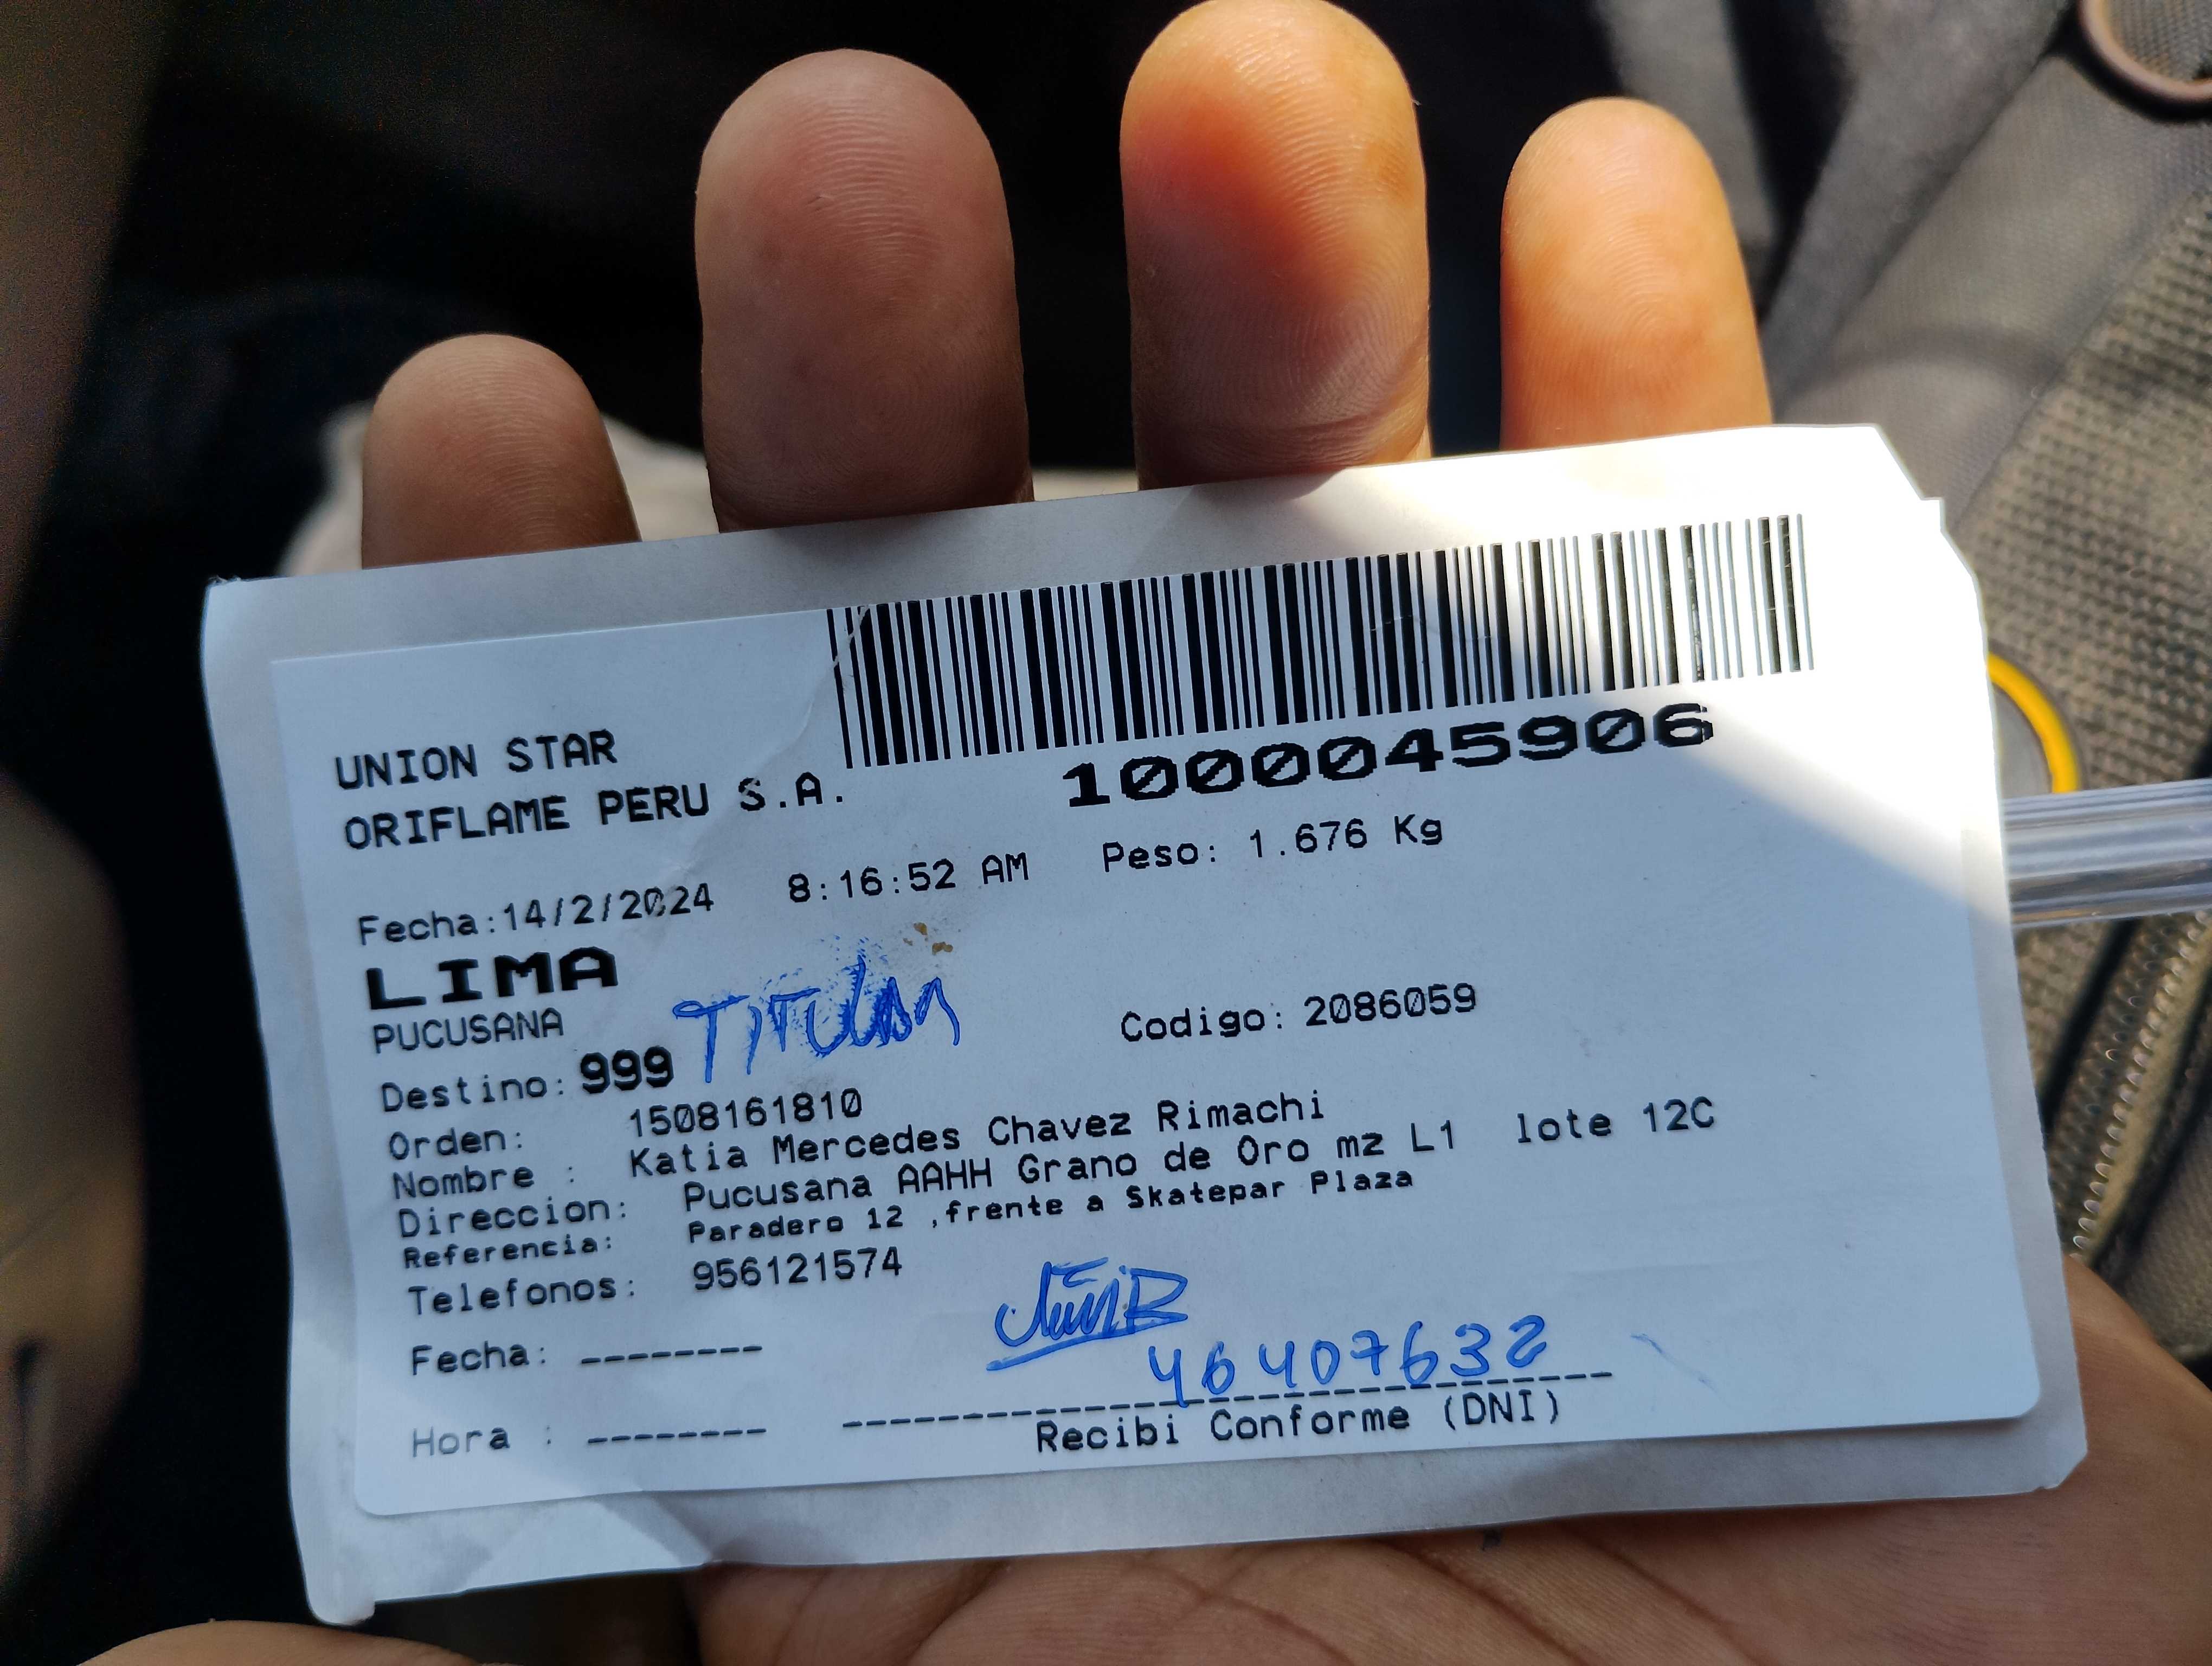 UNION STAR
ORIFLAME PERU S.A.
1000045906
Fecha:14/2/2024 8:16:52 AM Peso: 1.676 Kg
LIMA
PUCUSANA
TITULAR
Destino: 999 Codigo: 2086059
Orden: 1508161810
Nombre : Katia Mercedes Chavez Rimachi
Direccion: Pucusana AAHH Grano de Oro mz L1 lote 12C
Referencia: Paradero 12 ,frente a Skatepar Plaza
Telefonos: 956121574
Fecha: --------
46407632
Hora : --------
Recibi Conforme (DNI)